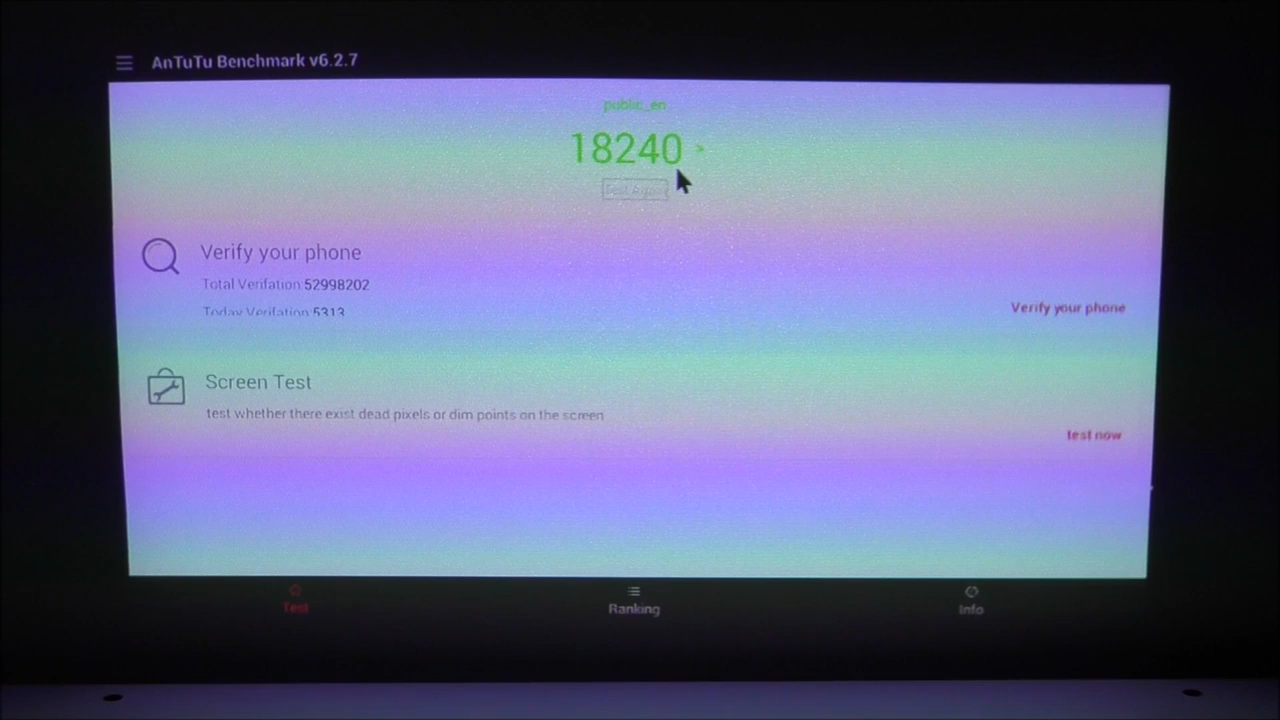 AnTuTu Benchmark v6.2.7
public_en
18240 >
Test Again
Verify your phone
Total Verifation:52998202
Today Verifation:5313
Verify your phone
Screen Test
test whether there exist dead pixels or dim points on the screen
test now
Test
Ranking
Info